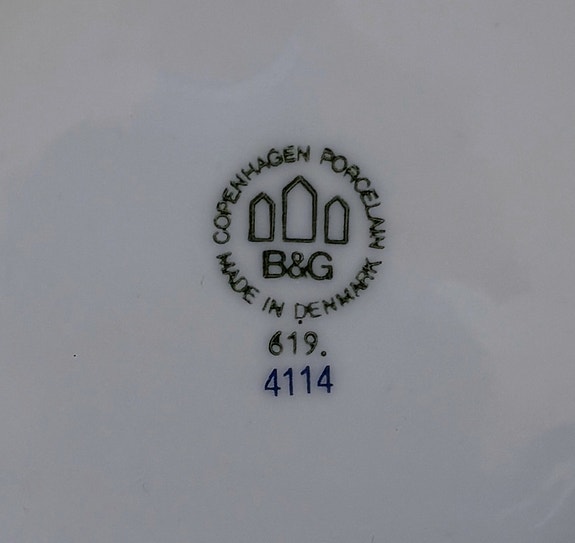 COPENHAGEN PORCELAIN
B&G
MADE IN DENMARK
619.
4114